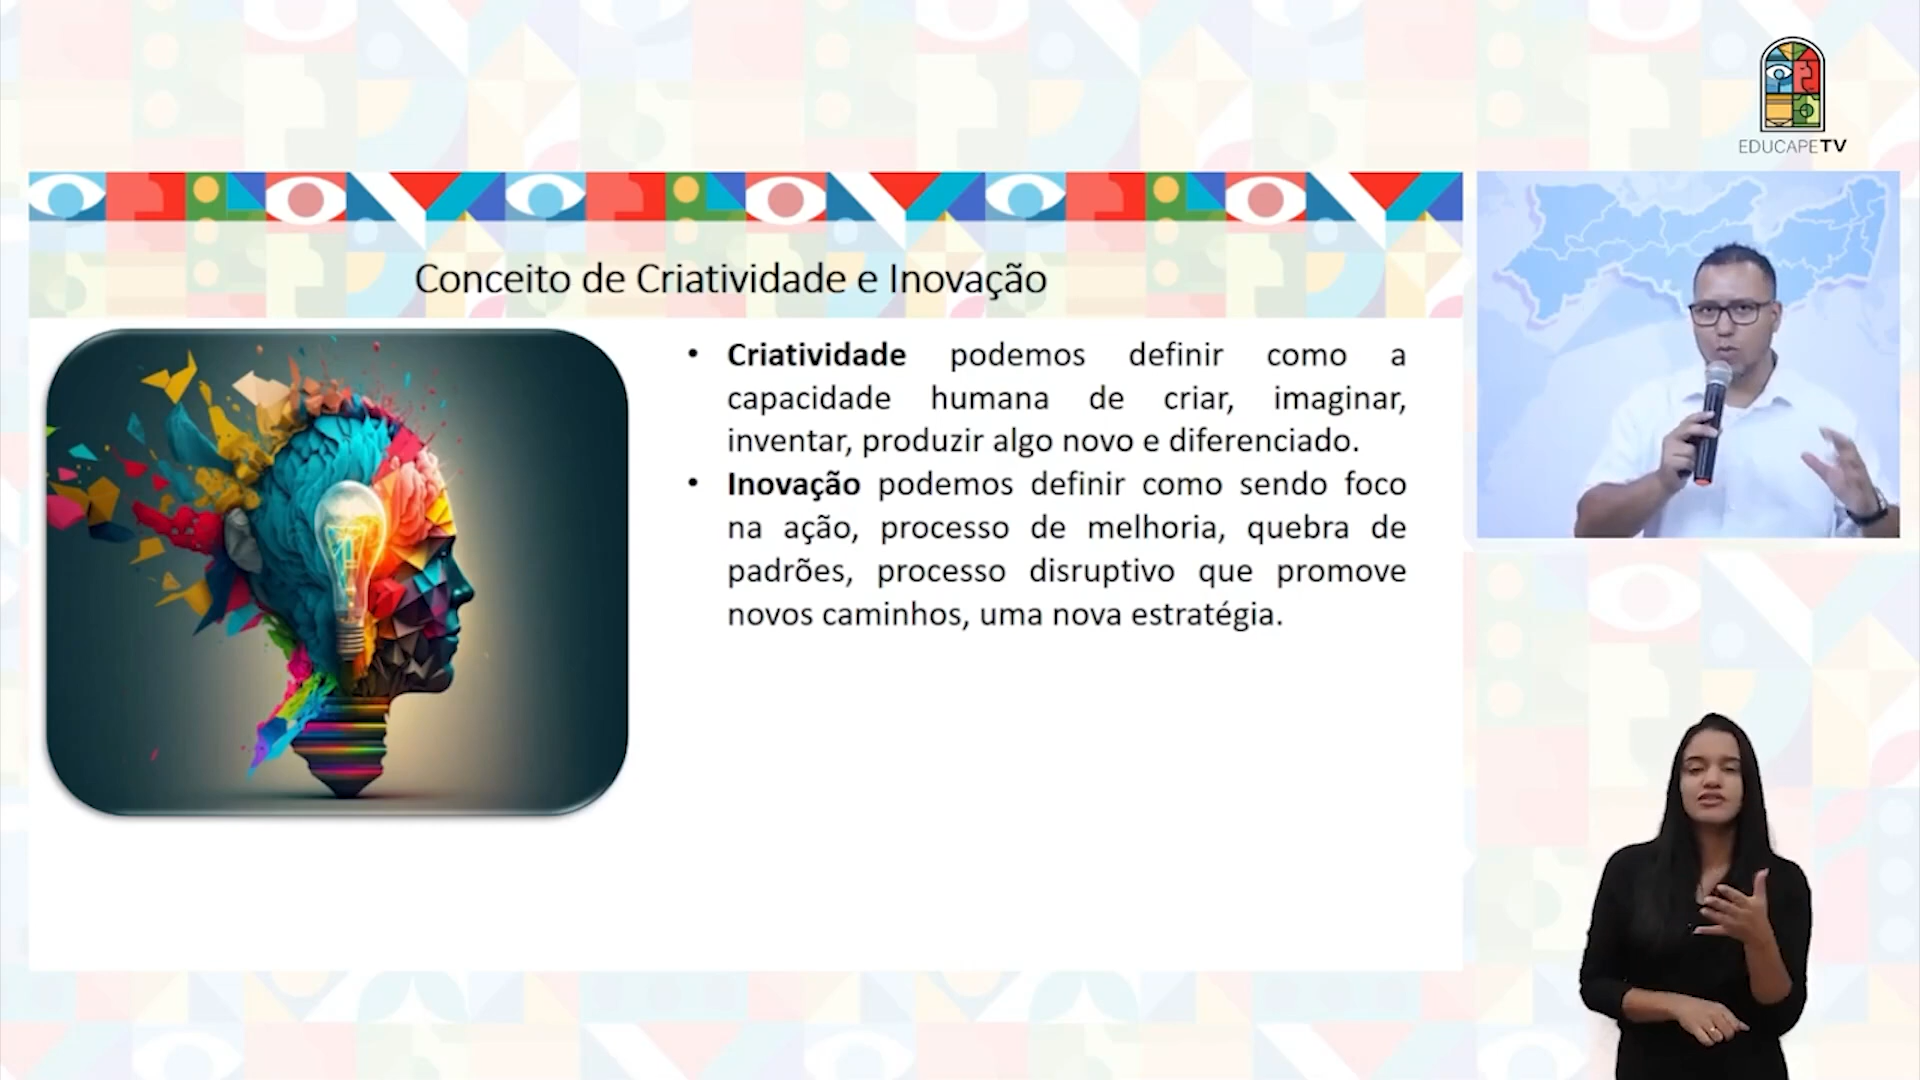 EDUCAPETV
Conceito de Criatividade e Inovação
• Criatividade podemos definir como a
capacidade humana de criar, imaginar,
inventar, produzir algo novo e diferenciado.
• Inovação podemos definir como sendo foco
na ação, processo de melhoria, quebra de
padrões, processo disruptivo que promove
novos caminhos, uma nova estratégia.